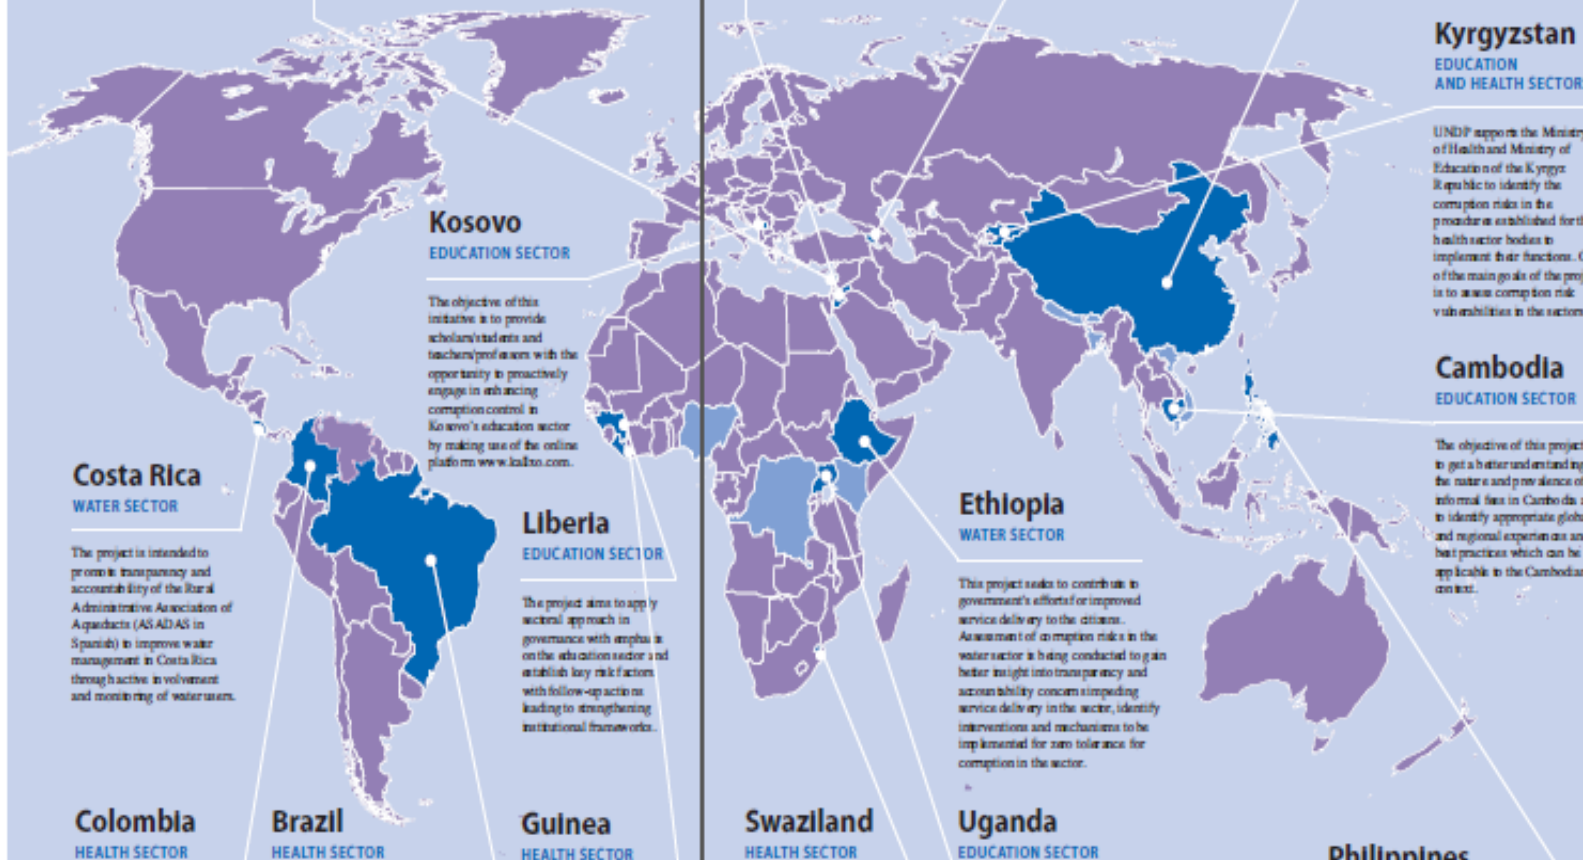 Kyrgyzstan
EDUCATION
AND HEALTH SECTOR
UNDP supports the Ministry
of Health and Ministry of
Education of the Kyrgyz
Republic to identify the
corruption risks in the
procedures established for
health sector bodies to
implement their functions.
of the main goals of the
is to assess corruption risk
vulnerabilities in the
Kosovo
EDUCATION SECTOR
The objective of this
initiative is to provide
scholars/students and
teachers/professors with the
opportunity to proactively
engage in enhancing
corruption control in
Kosovo's education sector
by making use of the online
platform www.kallxo.com.
Cambodia
EDUCATION SECTOR
The objective of this project
to get a better understanding
the nature and prevalence of
informal fees in Cambodia
to identify appropriate
and regional experiences
best practices which can be
applicable to the
context.
Costa Rica
WATER SECTOR
The project is intended to
promote transparency and
accountability of the Rural
Administrative Association of
Aqueducts (ASADAS in
Spanish) to improve water
management in Costa Rica
through active involvement
and monitoring of water users.
Liberia
EDUCATION SECTOR
The project aims to apply
sectoral approach in
governance with emphasis
on the education sector and
establish key risk factors
with follow-up actions
leading to strengthening
institutional frameworks.
Ethiopia
WATER SECTOR
This project seeks to contribute to
government's efforts for improved
service delivery to the citizens.
Assessment of corruption risks in the
water sector is being conducted to gain
better insight into transparency and
accountability concerns impeding
service delivery in the sector, identify
interventions and mechanisms to be
implemented for zero tolerance for
corruption in the sector.
Colombia
HEALTH SECTOR
Brazil
HEALTH SECTOR
Guinea
HEALTH SECTOR
Swaziland
HEALTH SECTOR
Uganda
EDUCATION SECTOR
Philippines